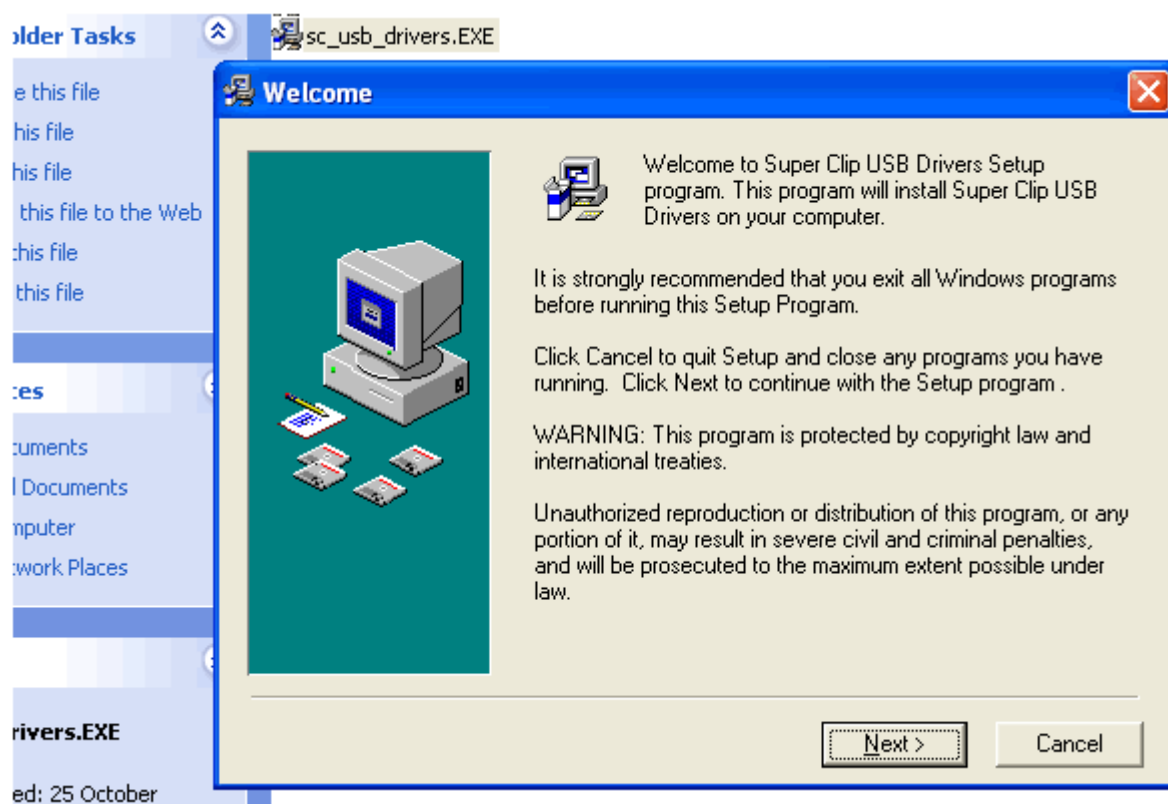 older Tasks
sc_usb_drivers.EXE
e this file
his file
his file
this file to the Web
this file
this file
ces
cuments
l Documents
mputer
twork Places
rivers.EXE
ed: 25 October
Welcome
Welcome to Super Clip USB Drivers Setup
program. This program will install Super Clip USB
Drivers on your computer.
It is strongly recommended that you exit all Windows programs
before running this Setup Program.
Click Cancel to quit Setup and close any programs you have
running. Click Next to continue with the Setup program .
WARNING: This program is protected by copyright law and
international treaties.
Unauthorized reproduction or distribution of this program, or any
portion of it, may result in severe civil and criminal penalties,
and will be prosecuted to the maximum extent possible under
law.
Next >
Cancel